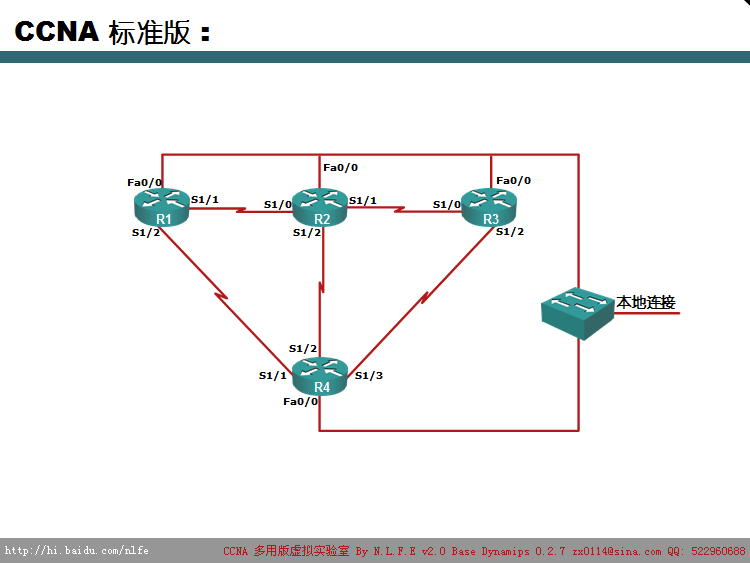 CCNA 标准版：
Fa0/0
Fa0/0
Fa0/0
S1/1
S1/0
S1/1
S1/0
R1
R2
R3
S1/2
S1/2
S1/2
本地连接
S1/2
S1/1
S1/3
R4
Fa0/0
http://hi.baidu.com/nlfe
CCNA 多用版虚拟实验室 By N.L.F.E v2.0 Base Dynamips 0.2.7 zx0114@sina.com QQ: 522960688